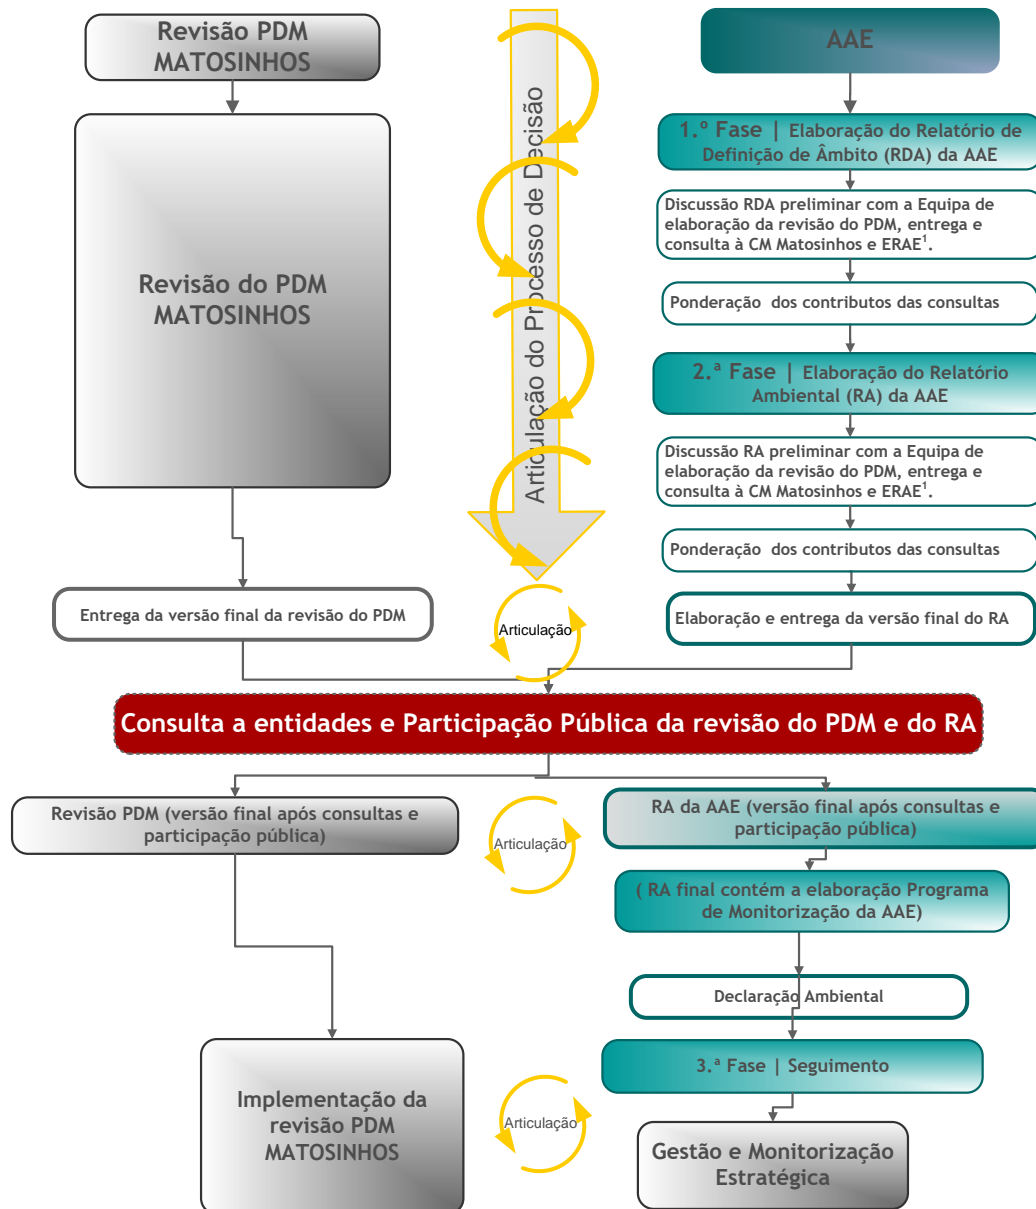 Revisão PDM
MATOSINHOS
Revisão do PDM
MATOSINHOS
Entrega da versão final da revisão do PDM
Articulação do Processo de Decisão
Articulação
AAE
1.º Fase | Elaboração do Relatório de
Definição de Âmbito (RDA) da AAE
Discussão RDA preliminar com a Equipa de
elaboração da revisão do PDM, entrega e
consulta à CM Matosinhos e ERAE¹.
Ponderação dos contributos das consultas
2.ª Fase | Elaboração do Relatório
Ambiental (RA) da AAE
Discussão RA preliminar com a Equipa de
elaboração da revisão do PDM, entrega e
consulta à CM Matosinhos e ERAE¹.
Ponderação dos contributos das consultas
Elaboração e entrega da versão final do RA
Consulta a entidades e Participação Pública da revisão do PDM e do RA
Revisão PDM (versão final após consultas e
participação pública)
Articulação
RA da AAE (versão final após consultas e
participação pública)
( RA final contém a elaboração Programa
de Monitorização da AAE)
Declaração Ambiental
3.ª Fase | Seguimento
Implementação da
revisão PDM
MATOSINHOS
Articulação
Gestão e Monitorização
Estratégica